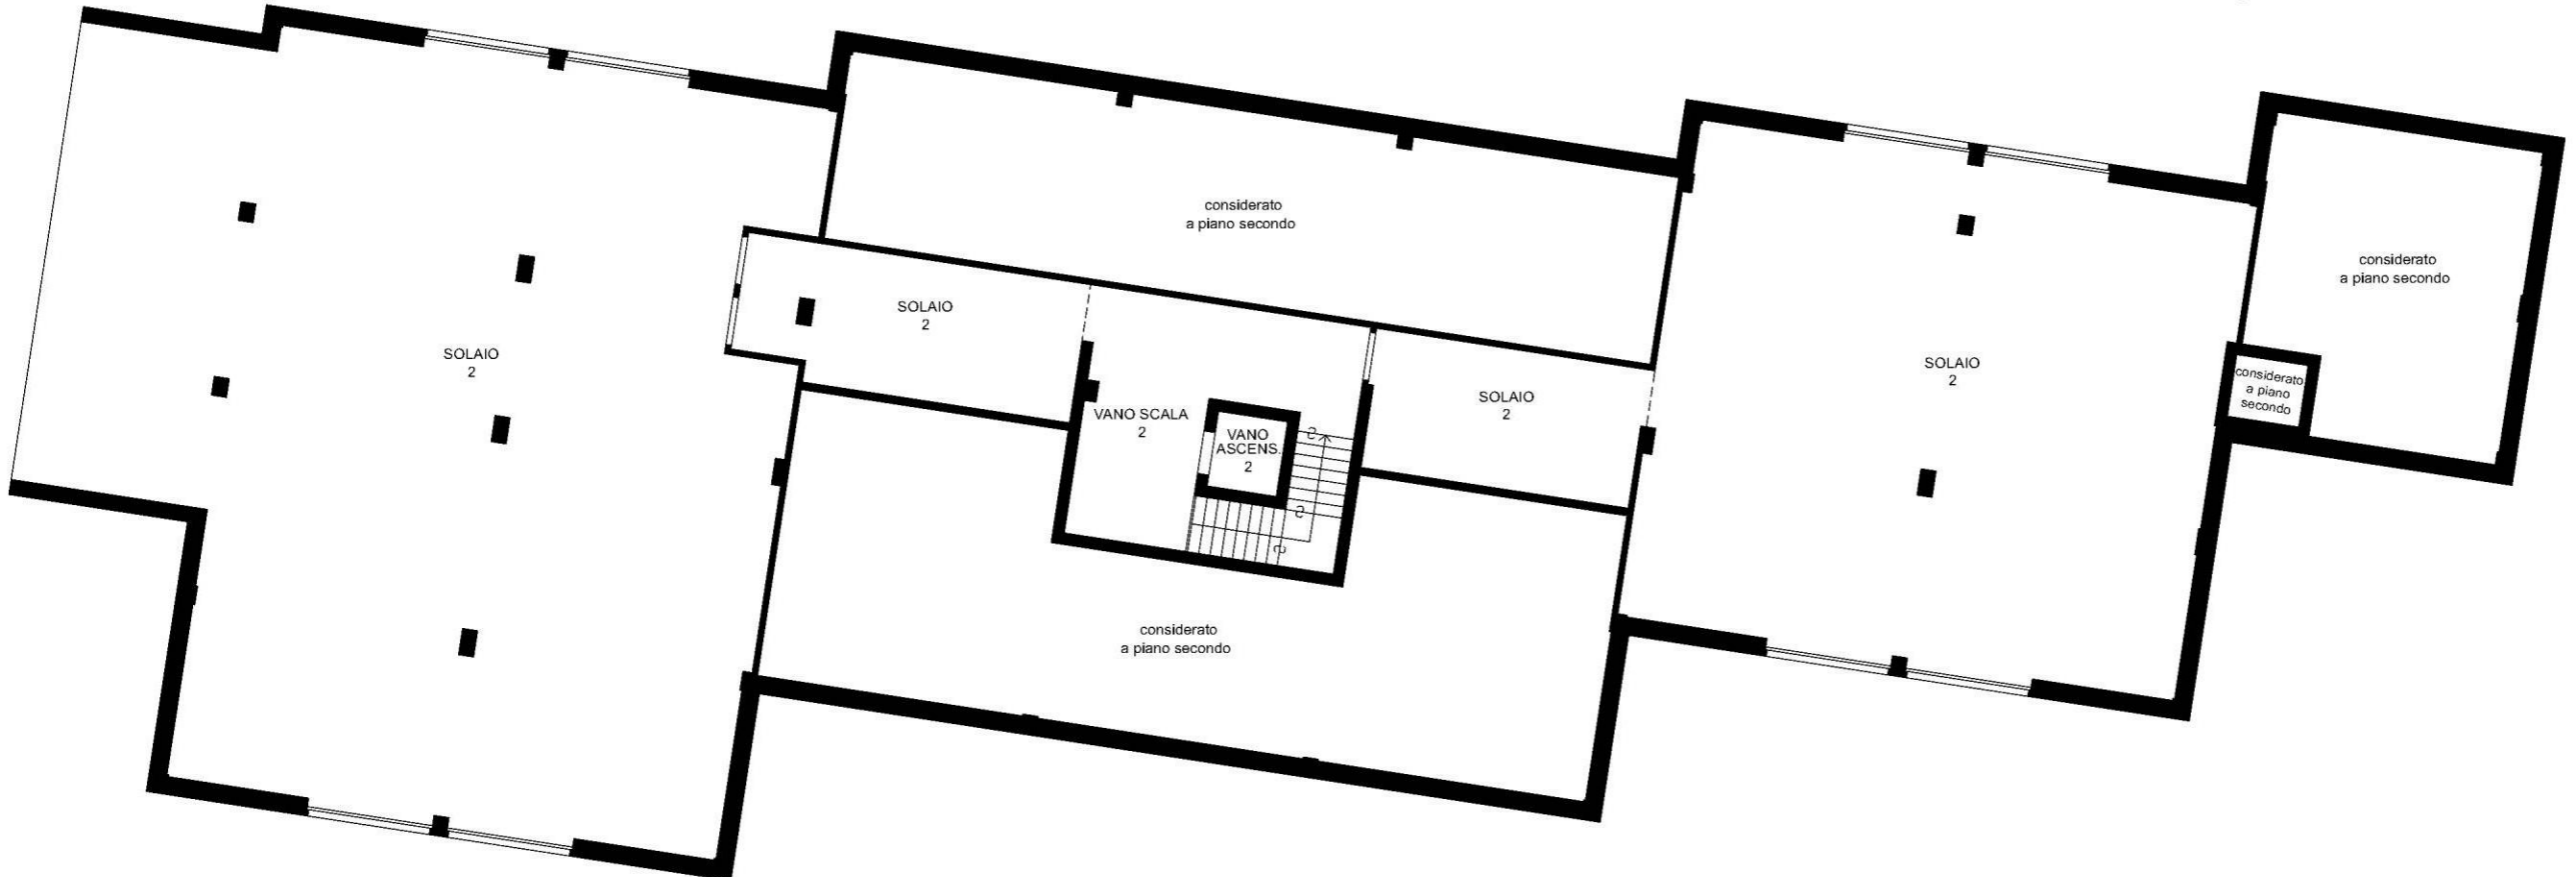 considerato
a piano secondo
considerato
a piano secondo
SOLAIO
2
SOLAIO
2
SOLAIO
2
considerato
a piano
secondo
SOLAIO
2
VANO SCALA
2
VANO
ASCENS.
2
S
S
S
considerato
a piano secondo